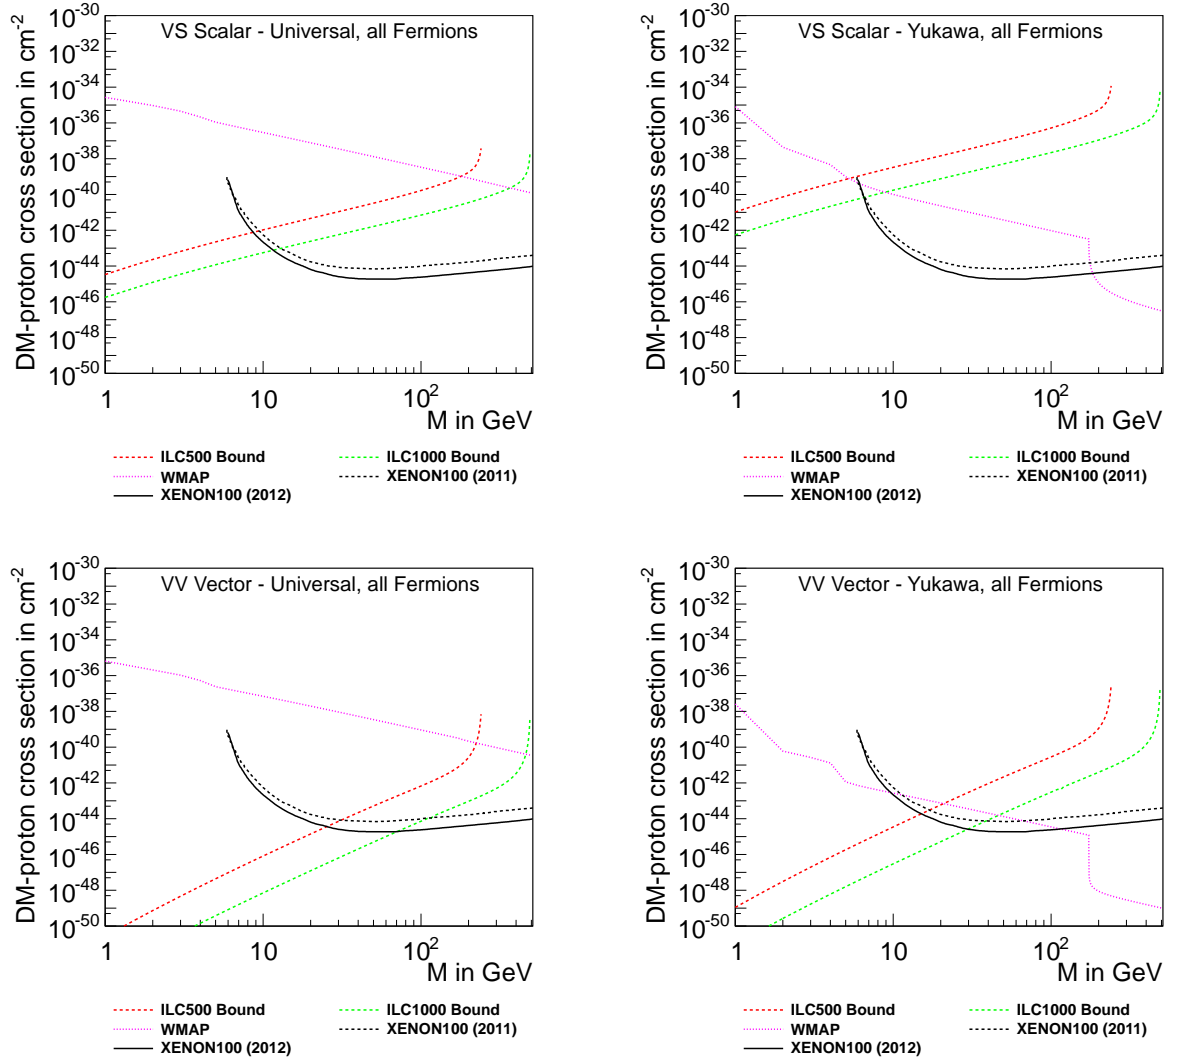 VS Scalar - Universal, all Fermions
DM-proton cross section in cm⁻²
10⁻³⁰
10⁻³²
10⁻³⁴
10⁻³⁶
10⁻³⁸
10⁻⁴⁰
10⁻⁴²
10⁻⁴⁴
10⁻⁴⁶
10⁻⁴⁸
10⁻⁵⁰
1 10 10²
M in GeV
ILC500 Bound ILC1000 Bound
WMAP XENON100 (2011)
XENON100 (2012)
VS Scalar - Yukawa, all Fermions
DM-proton cross section in cm⁻²
10⁻³⁰
10⁻³²
10⁻³⁴
10⁻³⁶
10⁻³⁸
10⁻⁴⁰
10⁻⁴²
10⁻⁴⁴
10⁻⁴⁶
10⁻⁴⁸
10⁻⁵⁰
1 10 10²
M in GeV
ILC500 Bound ILC1000 Bound
WMAP XENON100 (2011)
XENON100 (2012)
VV Vector - Universal, all Fermions
DM-proton cross section in cm⁻²
10⁻³⁰
10⁻³²
10⁻³⁴
10⁻³⁶
10⁻³⁸
10⁻⁴⁰
10⁻⁴²
10⁻⁴⁴
10⁻⁴⁶
10⁻⁴⁸
10⁻⁵⁰
1 10 10²
M in GeV
ILC500 Bound ILC1000 Bound
WMAP XENON100 (2011)
XENON100 (2012)
VV Vector - Yukawa, all Fermions
DM-proton cross section in cm⁻²
10⁻³⁰
10⁻³²
10⁻³⁴
10⁻³⁶
10⁻³⁸
10⁻⁴⁰
10⁻⁴²
10⁻⁴⁴
10⁻⁴⁶
10⁻⁴⁸
10⁻⁵⁰
1 10 10²
M in GeV
ILC500 Bound ILC1000 Bound
WMAP XENON100 (2011)
XENON100 (2012)